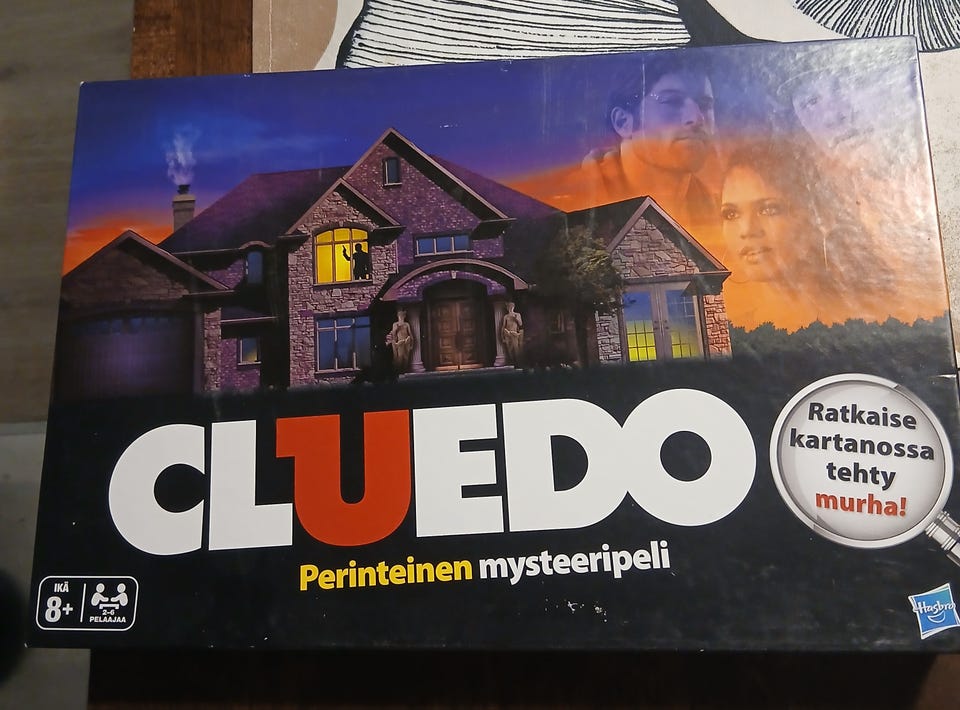 CLUEDO
Perinteinen mysteeripeli
Ratkaise
kartanossa
tehty
murha!
IKÄ
8+
2-6
PELAAJAA
Hasbro